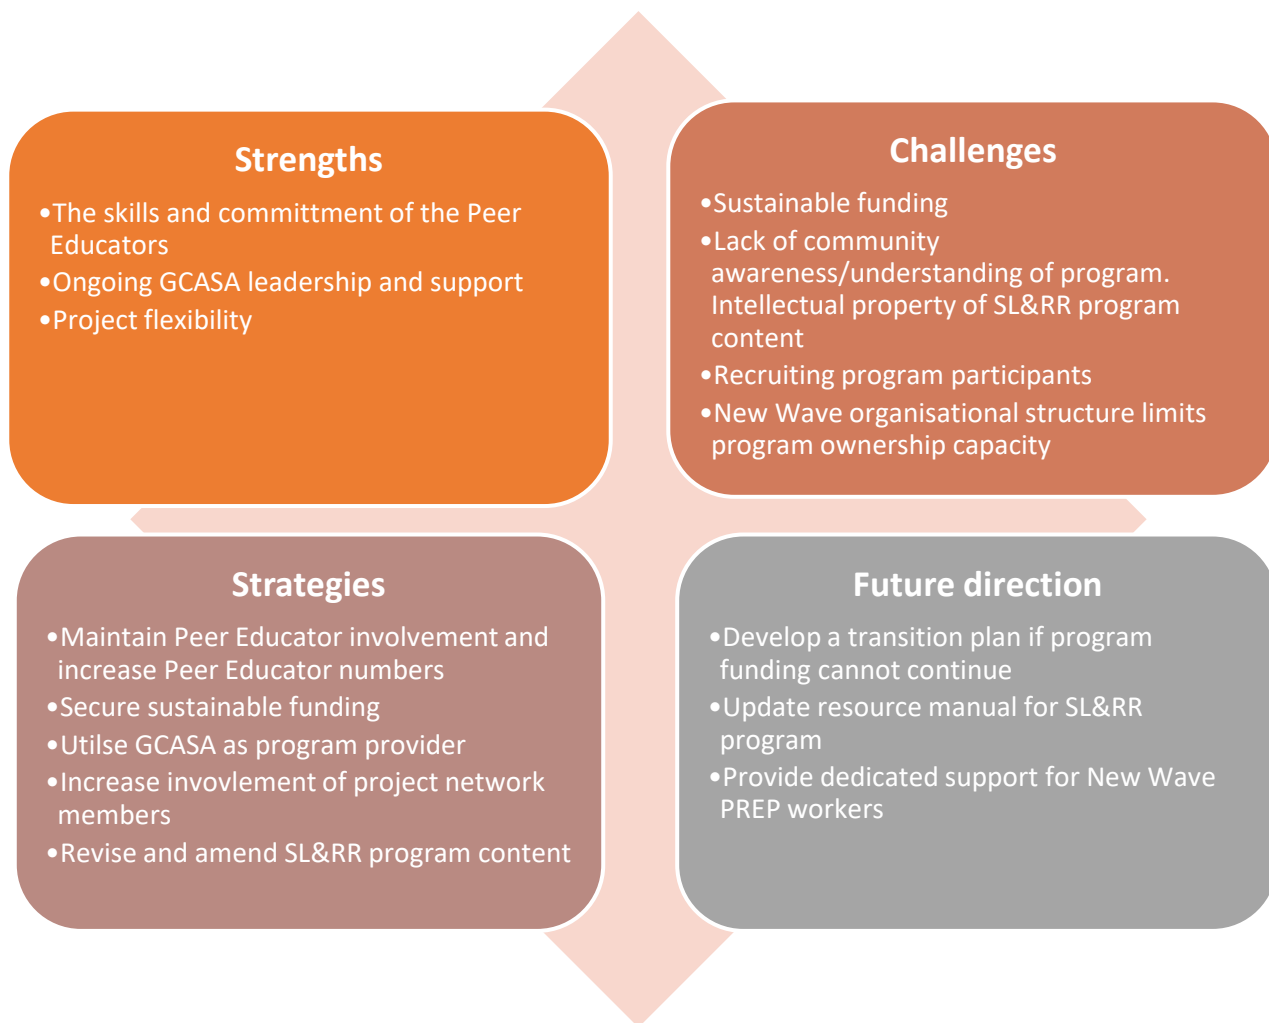 Strengths
•The skills and committment of the Peer
Educators
•Ongoing GCASA leadership and support
•Project flexibility
Challenges
•Sustainable funding
•Lack of community
awareness/understanding of program.
Intellectual property of SL&RR program
content
•Recruiting program participants
•New Wave organisational structure limits
program ownership capacity
Strategies
•Maintain Peer Educator involvement and
increase Peer Educator numbers
•Secure sustainable funding
•Utilse GCASA as program provider
•Increase invovlement of project network
members
•Revise and amend SL&RR program content
Future direction
•Develop a transition plan if program
funding cannot continue
•Update resource manual for SL&RR
program
•Provide dedicated support for New Wave
PREP workers